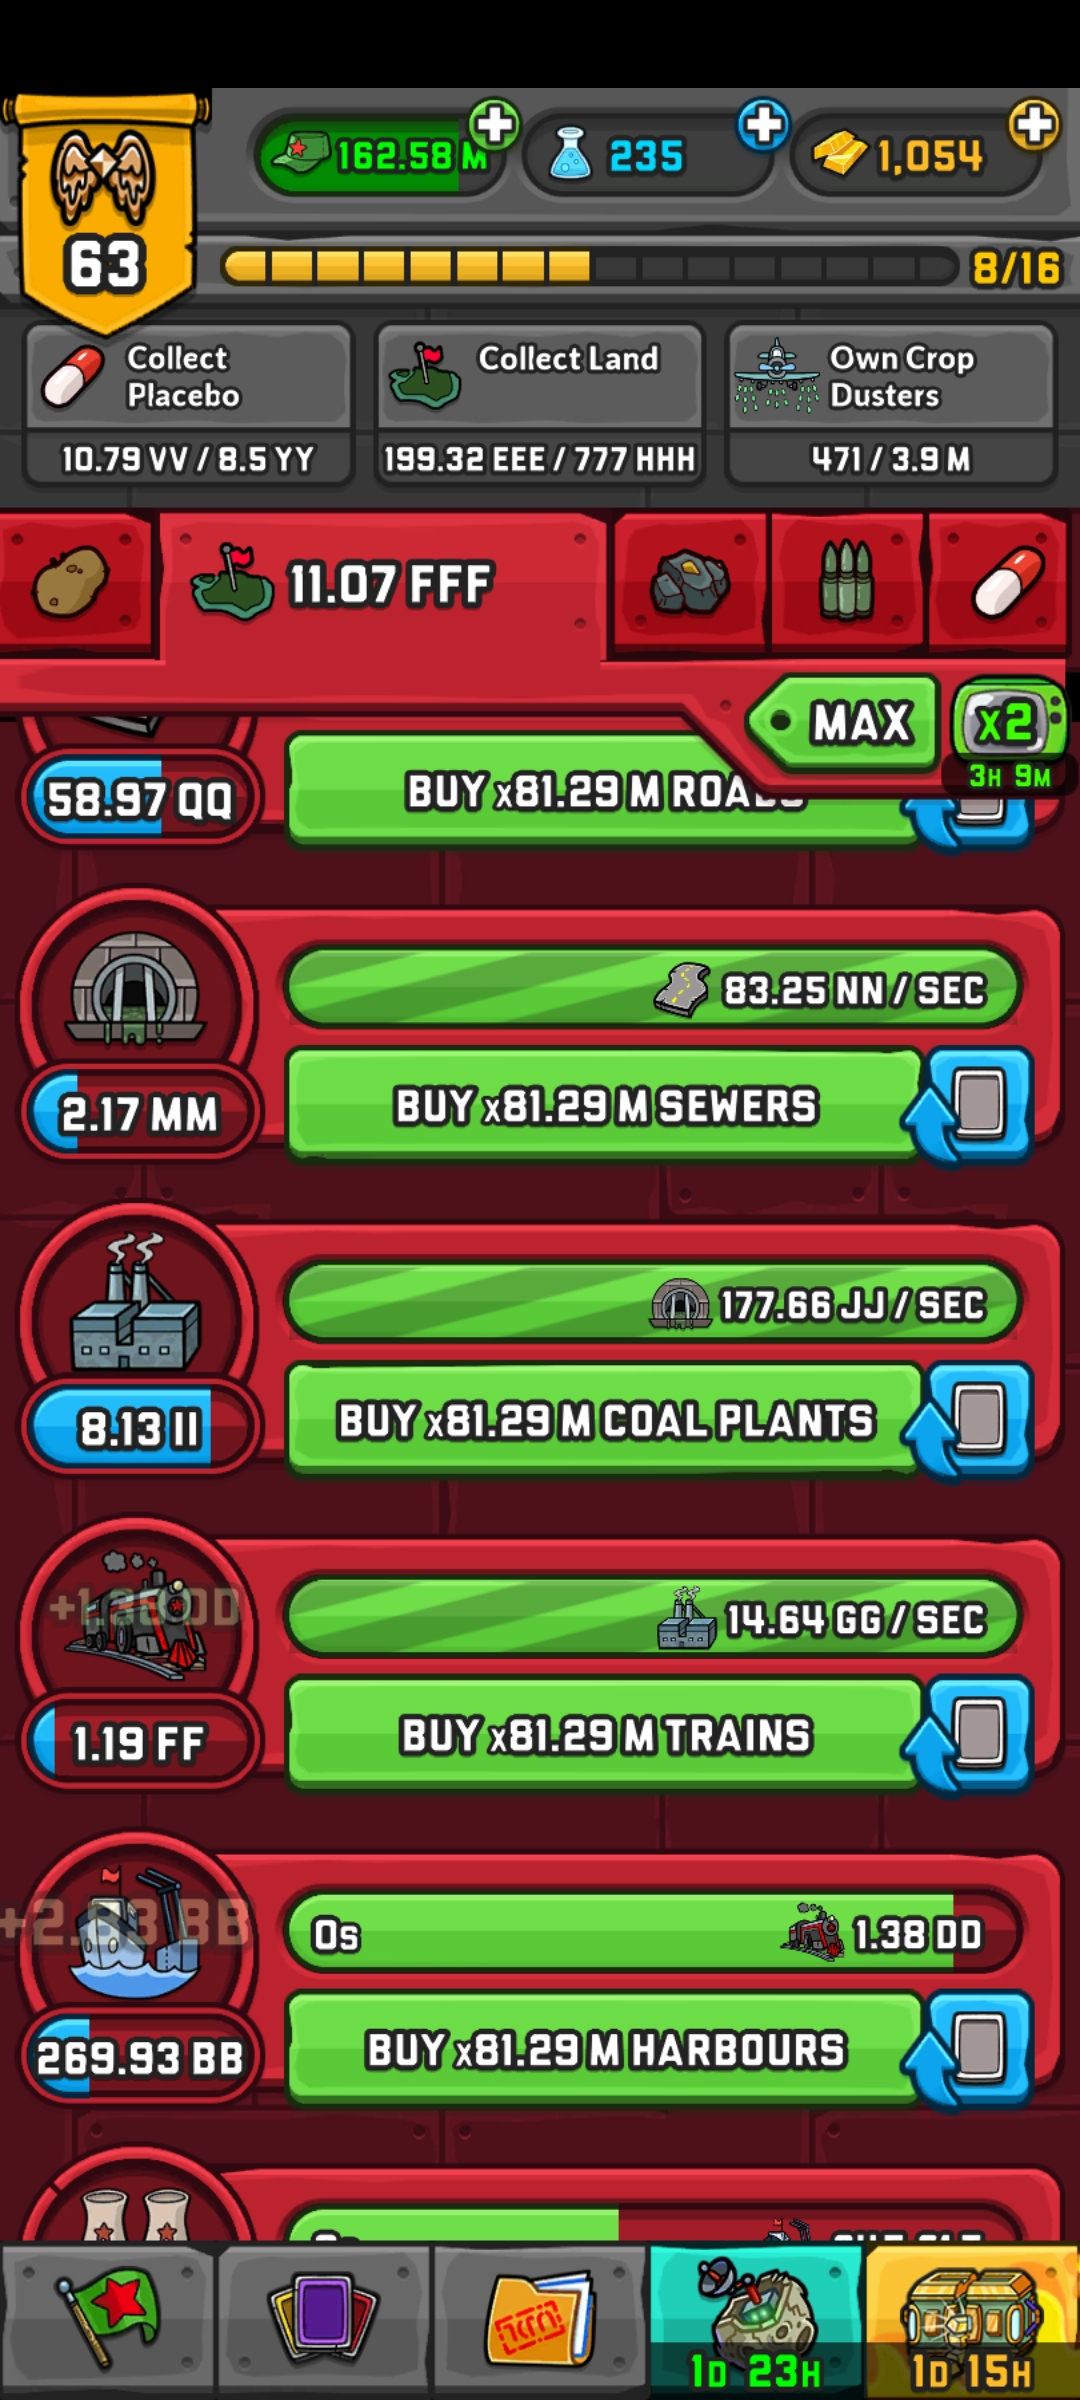 162.58 M
235
1,054
63
8/16
Collect
Placebo
10.79 VV / 8.5 YY
Collect Land
199.32 EEE / 777 HHH
Own Crop
Dusters
471 / 3.9 M
11.07 FFF
MAX
X2
3H 9M
58.97 QQ
BUY x81.29 M ROADS
83.25 NN / SEC
2.17 MM
BUY x81.29 M SEWERS
177.66 JJ / SEC
8.13 II
BUY x81.29 M COAL PLANTS
14.64 GG / SEC
1.19 FF
BUY x81.29 M TRAINS
0s
1.38 DD
269.93 BB
BUY x81.29 M HARBOURS
1D 23H
1D 15H